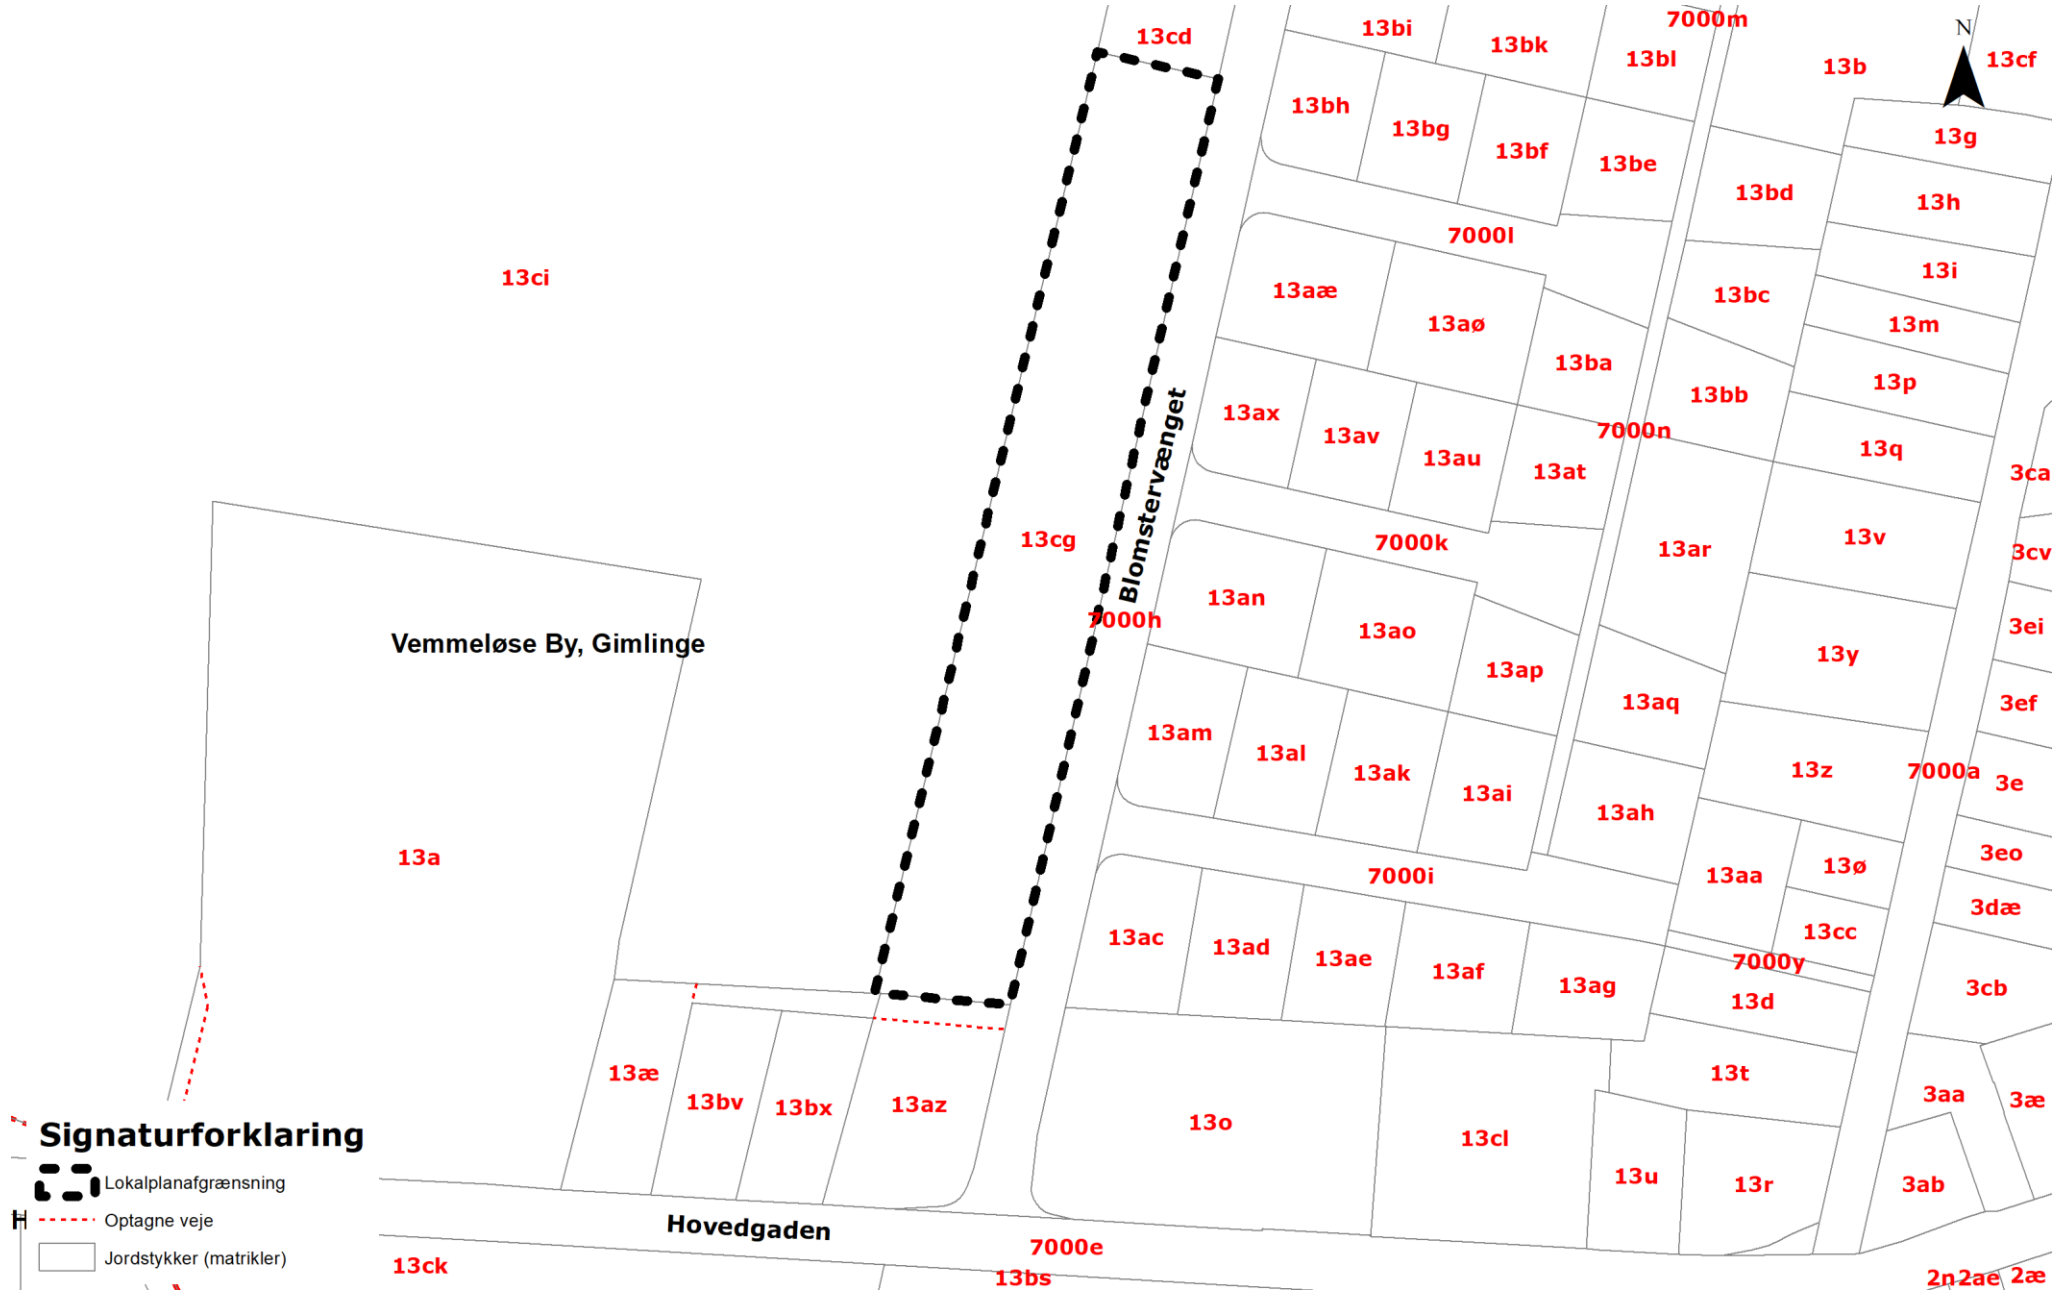 13cd
13bi
13bk
13bl
7000m
13b
N
13cf
13bh
13bg
13bf
13be
13bd
13g
13h
7000l
13ci
13aæ
13aø
13ba
13bc
13bb
13i
13m
13p
13ax
13av
13au
13at
7000n
13q
3ca
Blomstervænget
13cg
7000k
13ar
13v
3cv
13an
13ao
13ap
7000h
13y
3ei
Vemmeløse By, Gimlinge
13am
13al
13ak
13ai
13aq
3ef
13z
7000a
3e
13ah
13a
7000i
13aa
13ø
3eo
3dæ
13cc
13ac
13ad
13ae
13af
13ag
7000y
13d
3cb
13æ
13bv
13bx
13az
13o
13cl
13t
3aa
3æ
13u
13r
3ab
Signaturforklaring
Lokalplanafgrænsning
Optagne veje
Jordstykker (matrikler)
H
Hovedgaden
7000e
13ck
13bs
2n
2ae
2æ